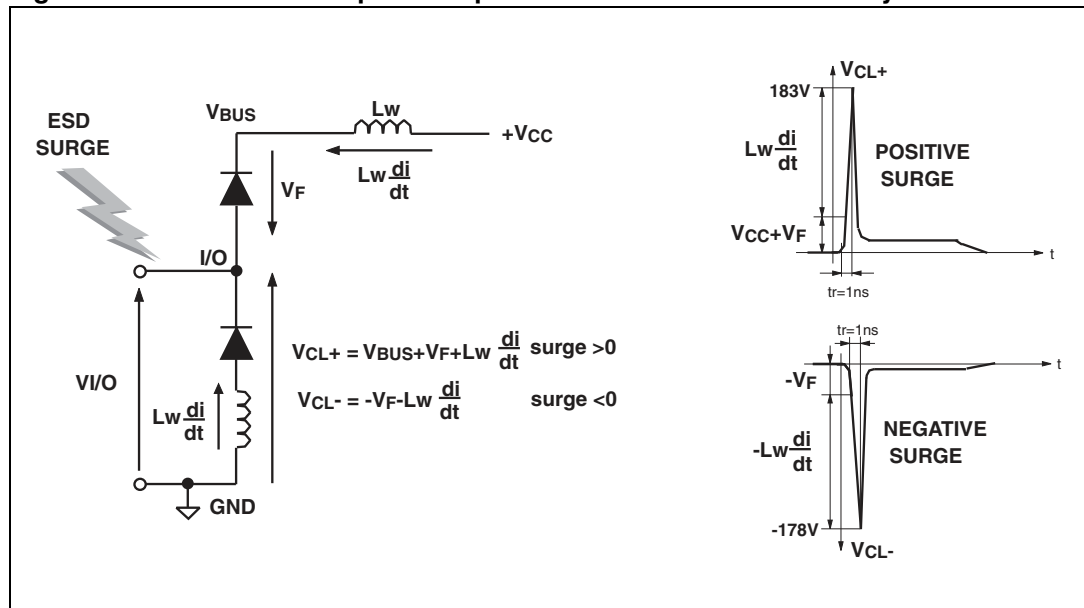 ESD
SURGE
VBUS
Lw
+VCC
Lw di/dt
VF
I/O
VI/O
Lw di/dt
GND
VCL+ = VBUS+VF+Lw di/dt surge >0
VCL- = -VF-Lw di/dt surge <0
VCL+
183V
Lw di/dt
POSITIVE
SURGE
VCC+VF
t
tr=1ns
tr=1ns
t
-VF
-Lw di/dt
NEGATIVE
SURGE
-178V
VCL-